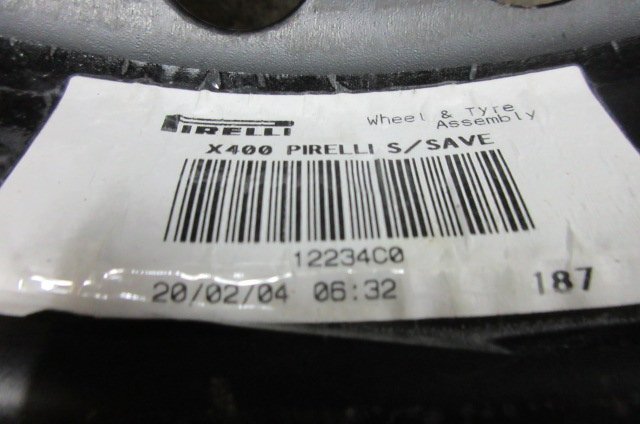 PIRELLI
Wheel & Tyre
Assembly
X400 PIRELLI S/SAVE
12234C0
20/02/04 06:32
187